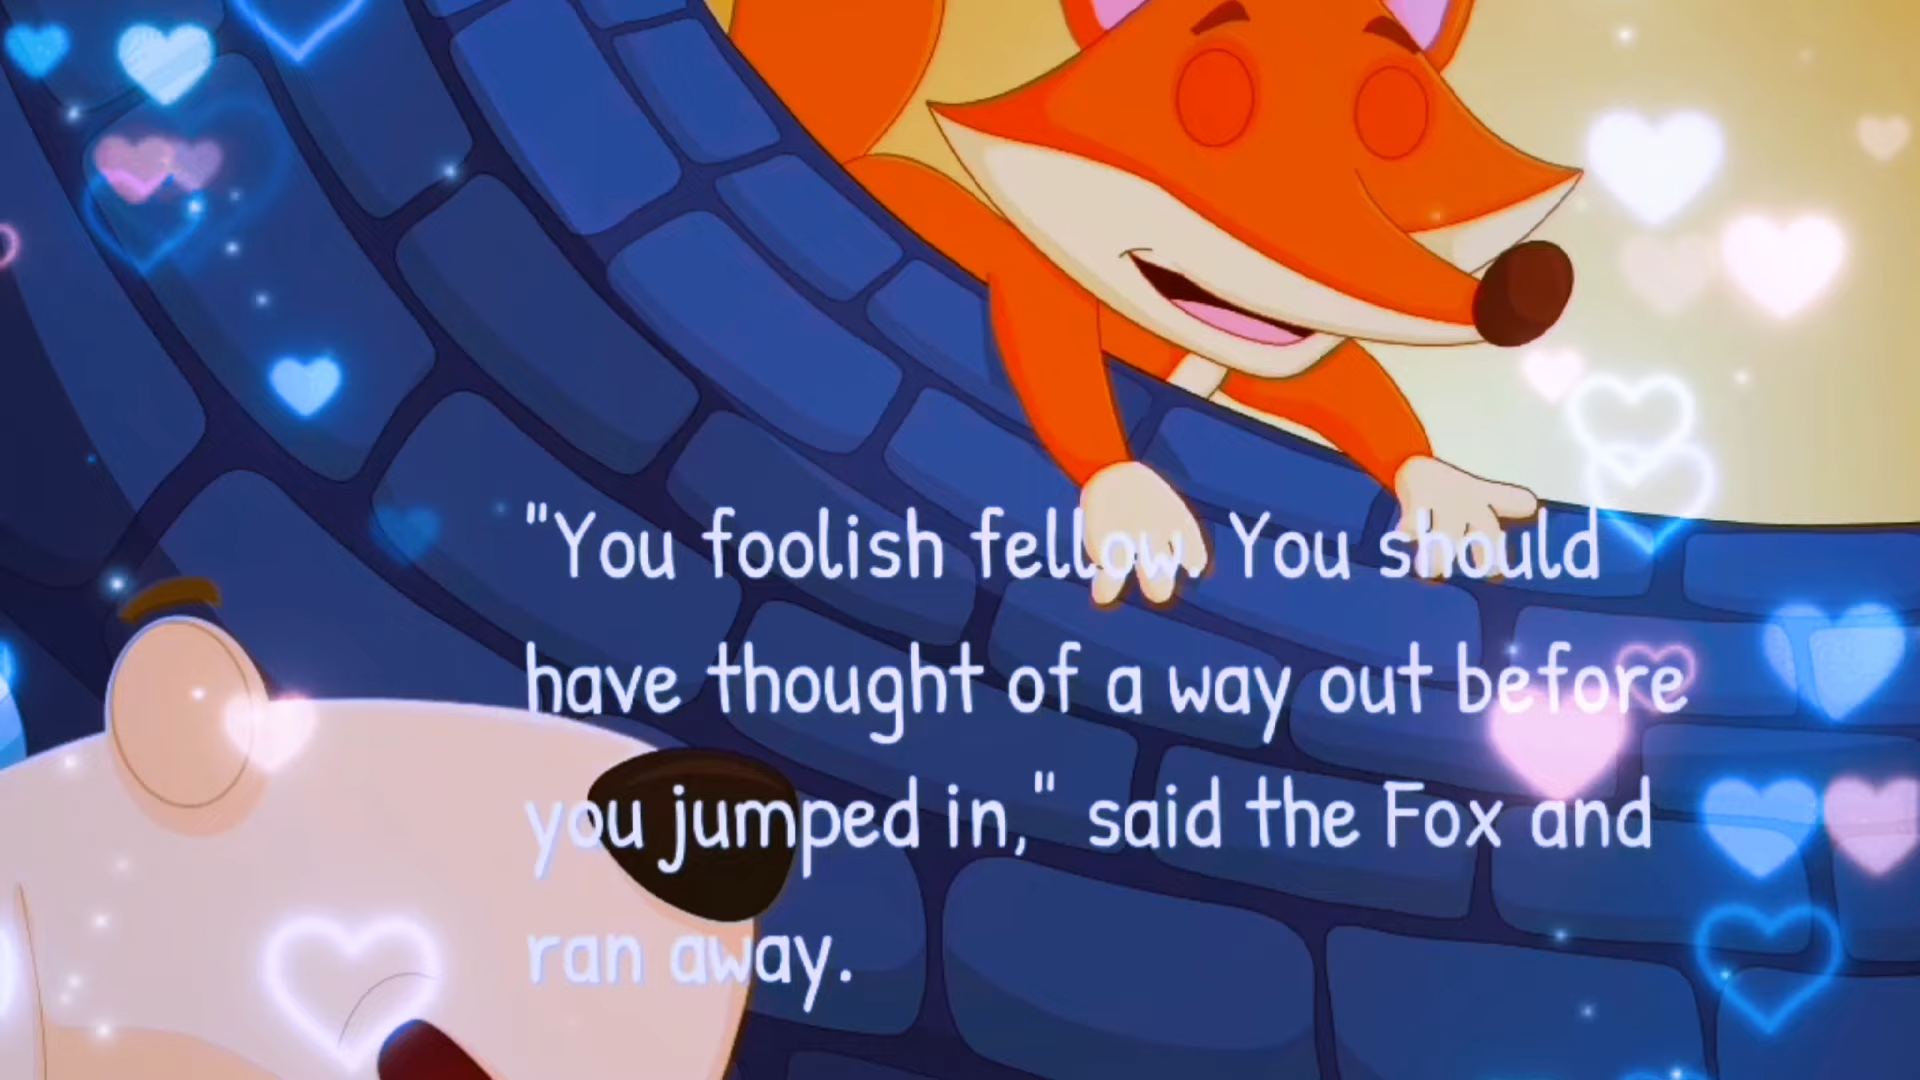 "You foolish fellow. You should
have thought of a way out before
you jumped in," said the Fox and
ran away.